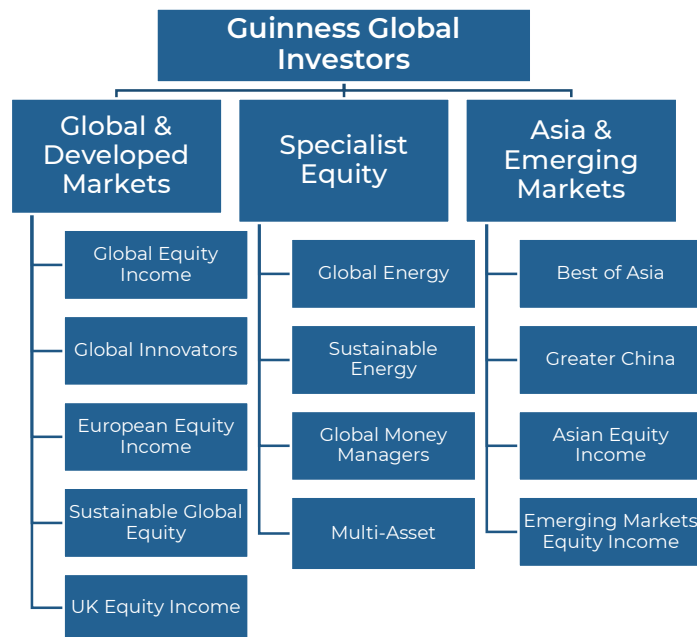 Guinness Global
Investors
Global &
Developed
Markets
Global Equity
Income
Global Innovators
European Equity
Income
Sustainable Global
Equity
UK Equity Income
Specialist
Equity
Global Energy
Sustainable
Energy
Global Money
Managers
Multi-Asset
Asia &
Emerging
Markets
Best of Asia
Greater China
Asian Equity
Income
Emerging Markets
Equity Income